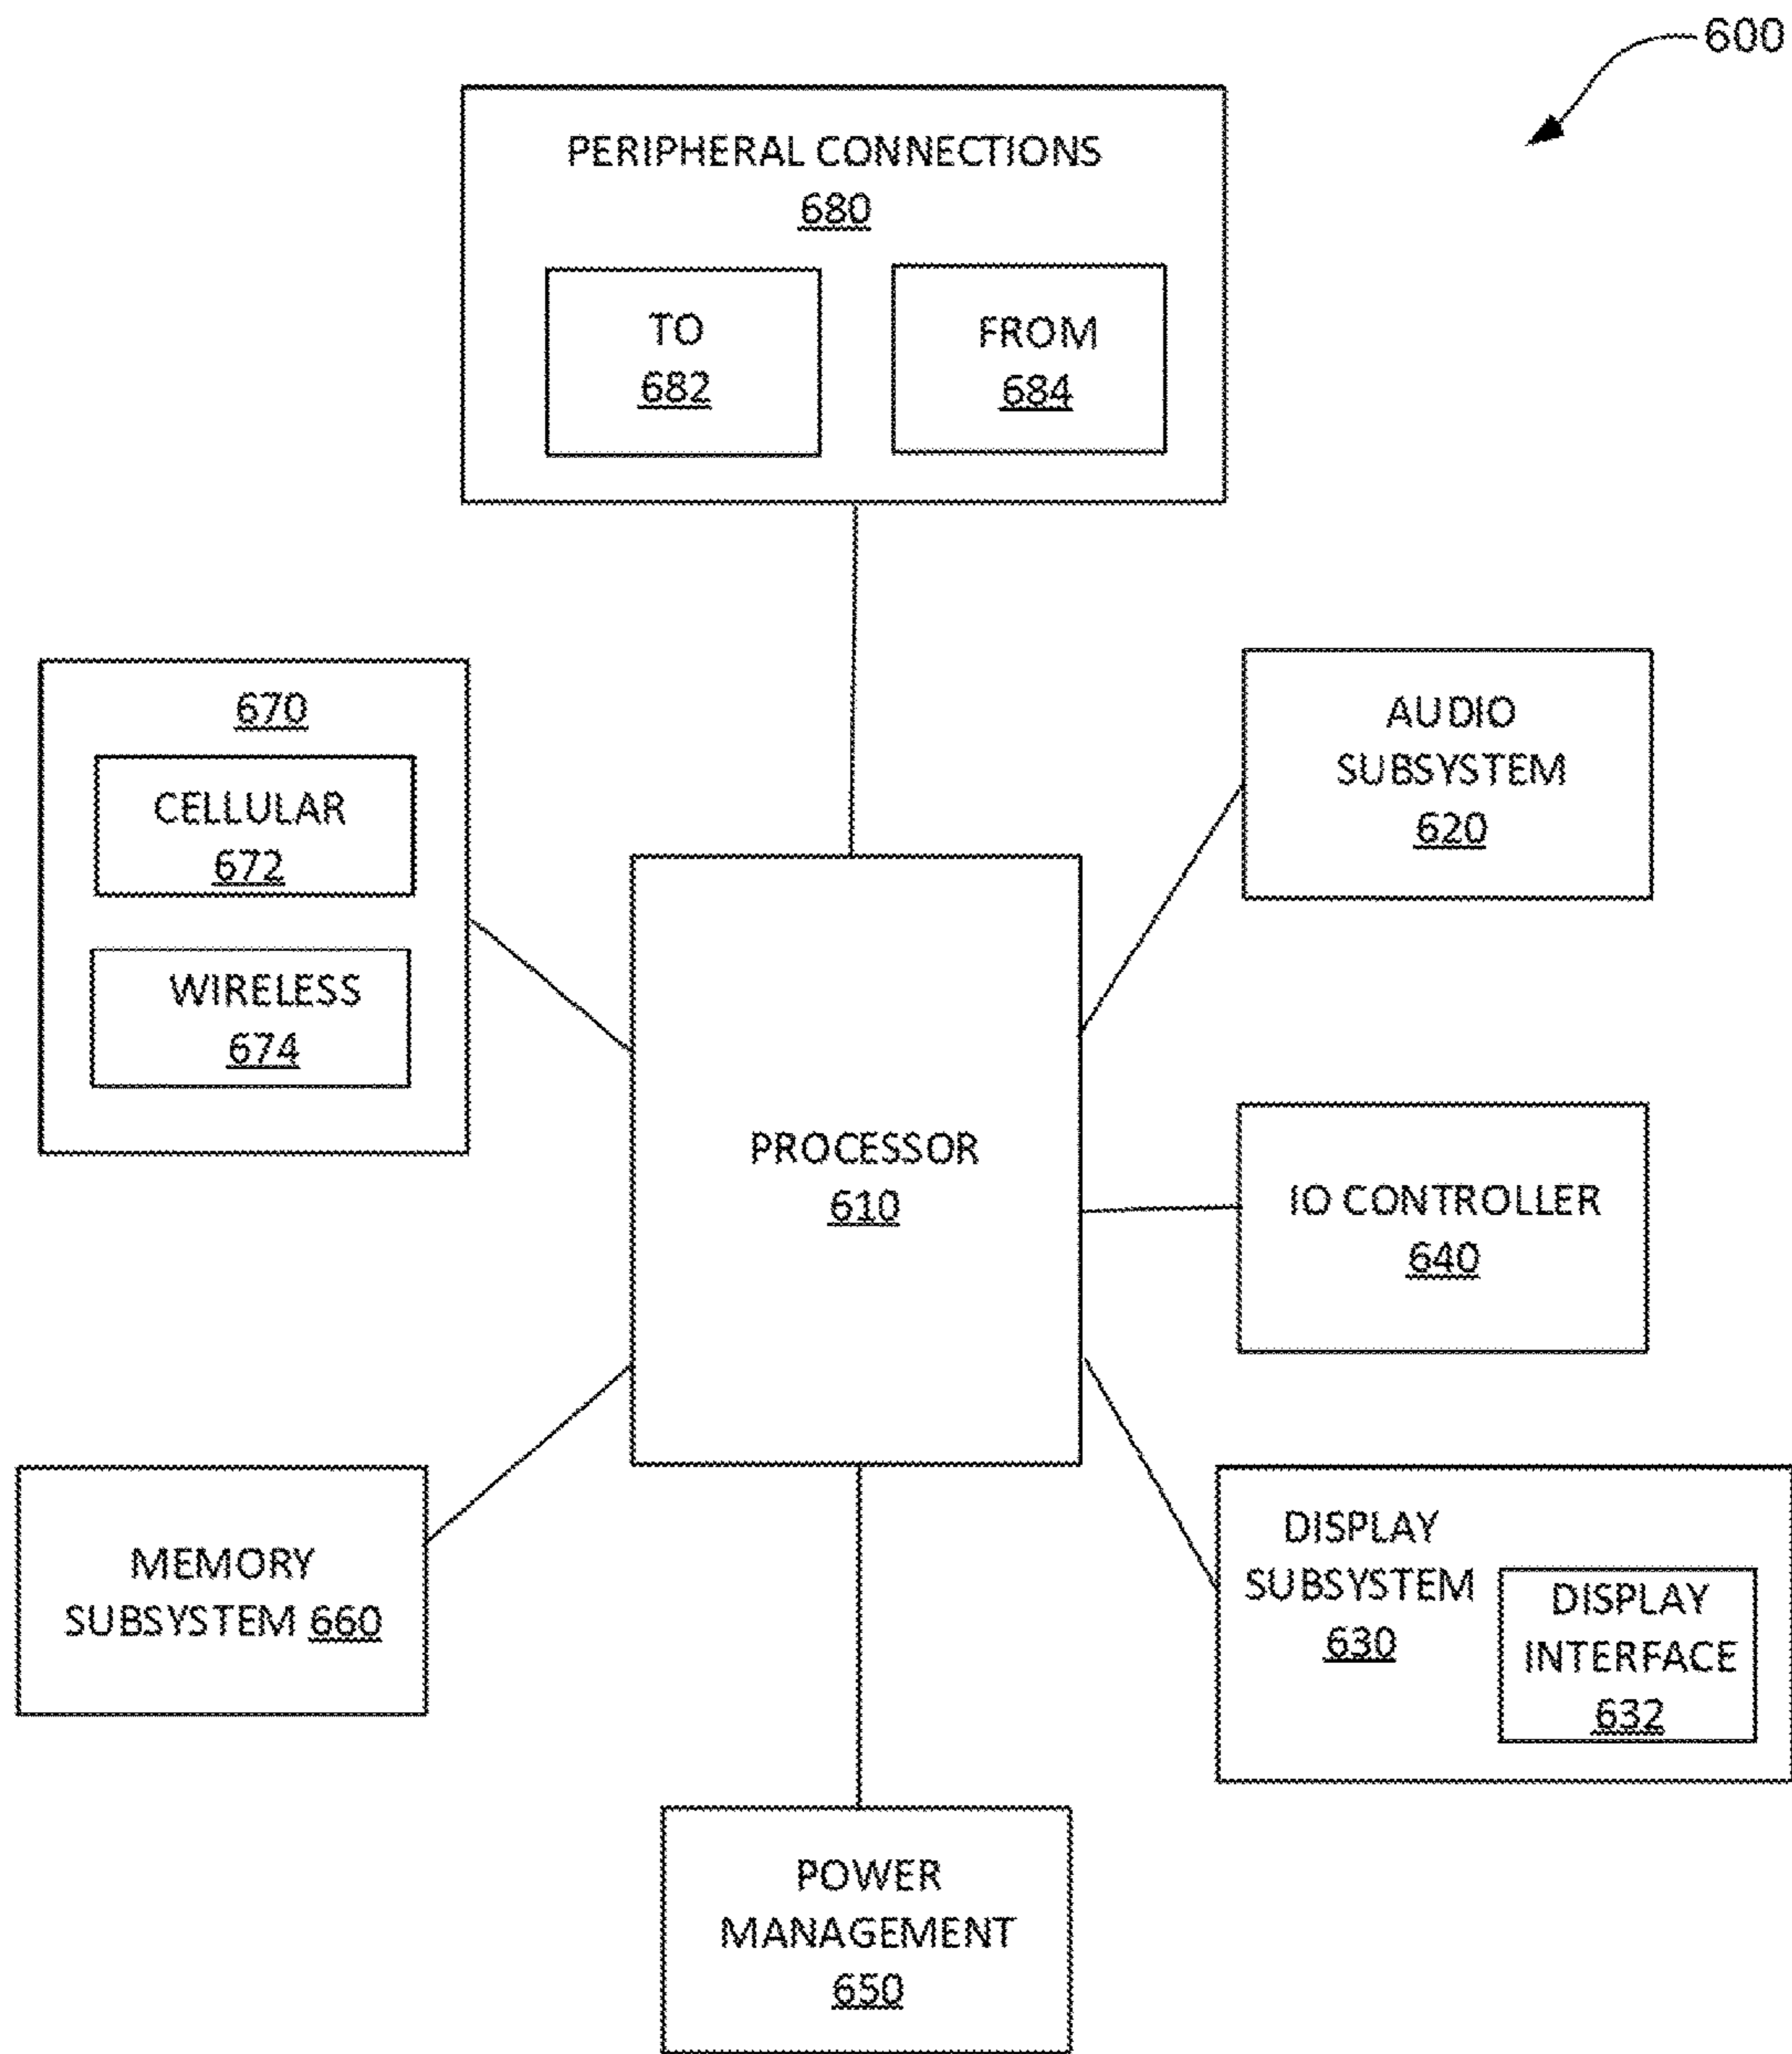 600
PERIPHERAL CONNECTIONS
680
TO
682
FROM
684
670
CELLULAR
672
WIRELESS
674
AUDIO
SUBSYSTEM
620
PROCESSOR
610
IO CONTROLLER
640
MEMORY
SUBSYSTEM 660
DISPLAY
SUBSYSTEM
630
DISPLAY
INTERFACE
632
POWER
MANAGEMENT
650